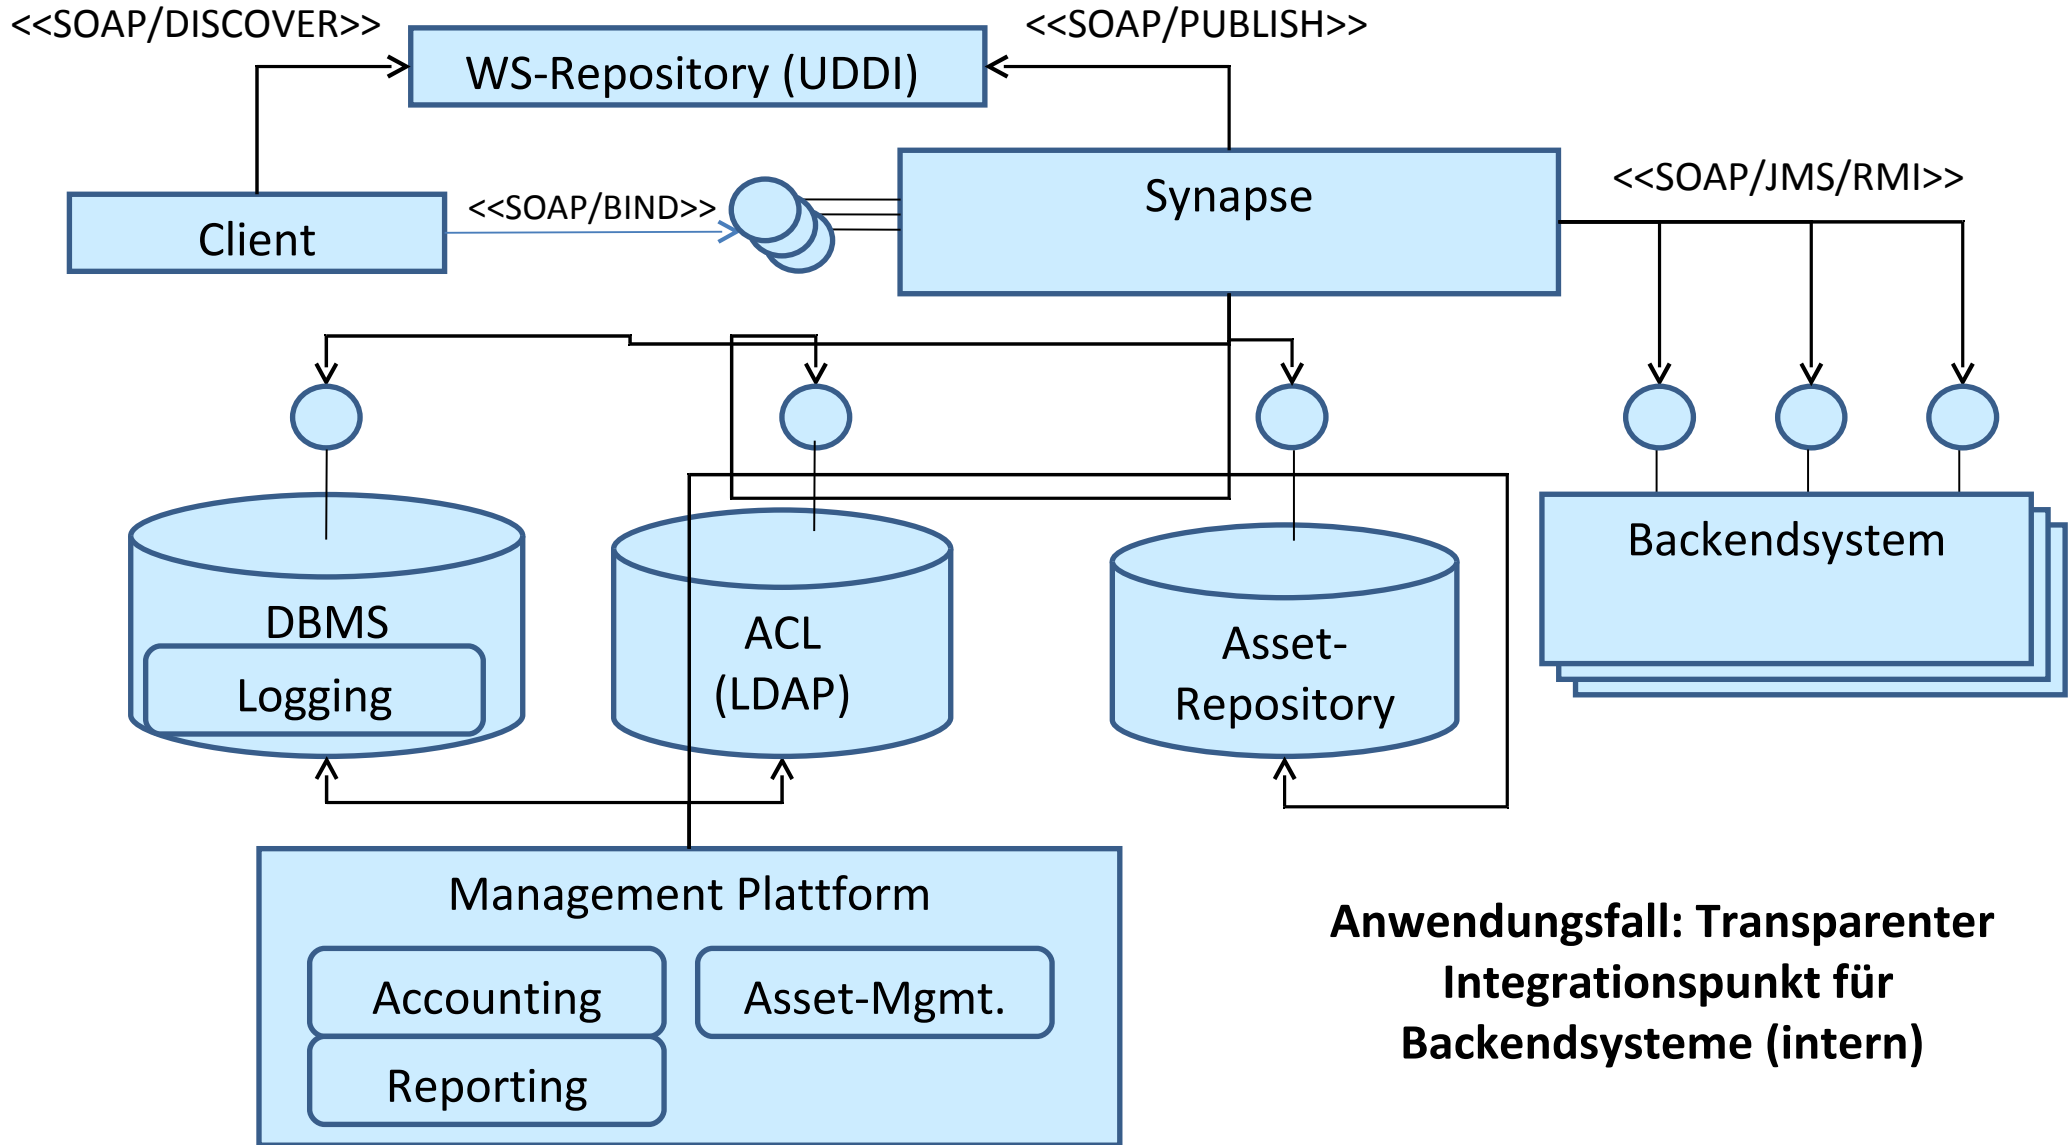 <<SOAP/DISCOVER>>
<<SOAP/PUBLISH>>
WS-Repository (UDDI)
Synapse
<<SOAP/JMS/RMI>>
<<SOAP/BIND>>
Client
Backendsystem
DBMS
Logging
ACL
(LDAP)
Asset-
Repository
Management Plattform
Accounting
Asset-Mgmt.
Reporting
Anwendungsfall: Transparenter
Integrationspunkt für
Backendsysteme (intern)